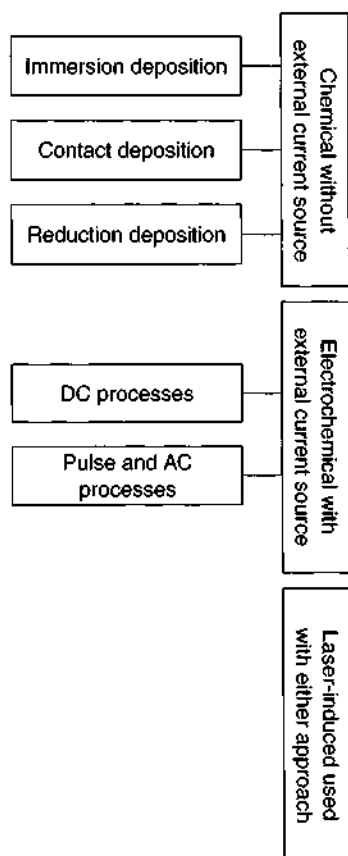 Immersion deposition
Contact deposition
Reduction deposition
Chemical without
external current source
DC processes
Pulse and AC
processes
Electrochemical with
external current source
Laser-induced used
with either approach